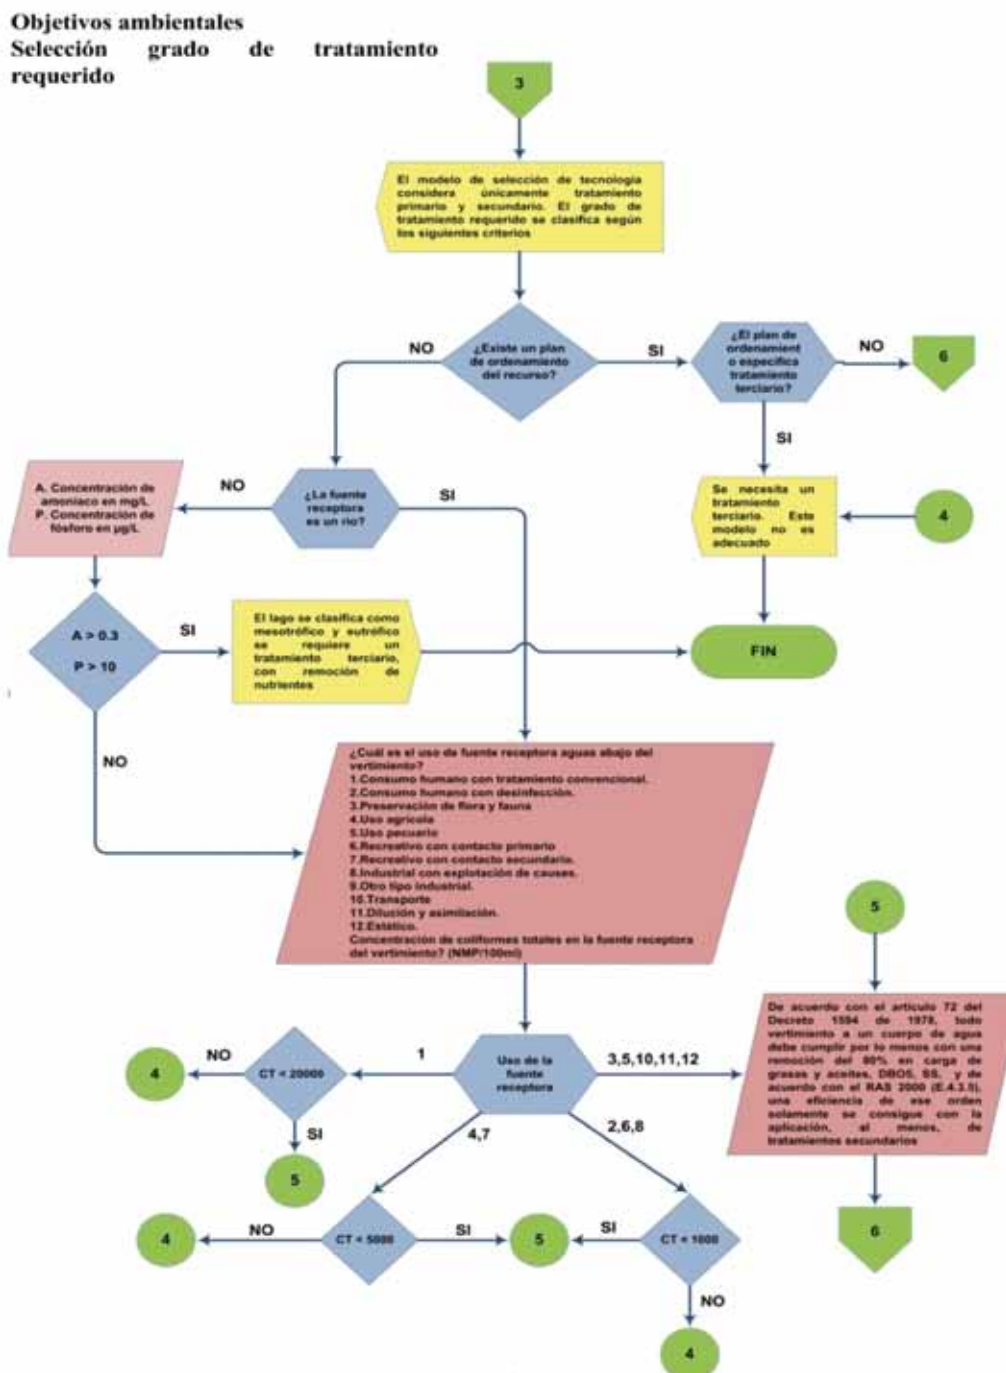 Objetivos ambientales
Selección grado de tratamiento
requerido
3
El modelo de selección de tecnología
considera únicamente tratamiento
primario y secundario. El grado de
tratamiento requerido se clasifica según
los siguientes criterios
¿Existe un plan
de ordenamiento
del recurso?
NO
SI
¿El plan de
ordenamient
o especifica
tratamiento
terciario?
NO
6
SI
¿La fuente
receptora
es un río?
NO
SI
A. Concentración de
amoniaco en mg/L
P. Concentración de
fósforo en µg/L
Se necesita un
tratamiento
terciario. Este
modelo no es
adecuado
4
A > 0.3
P > 10
SI
El lago se clasifica como
mesotrófico y eutrófico
se requiere un
tratamiento terciario,
con remoción de
nutrientes
FIN
NO
¿Cuál es el uso de fuente receptora aguas abajo del
vertimiento?
1.Consumo humano con tratamiento convencional.
2.Consumo humano con desinfección.
3.Preservación de flora y fauna
4.Uso agrícola
5.Uso pecuario
6.Recreativo con contacto primario
7.Recreativo con contacto secundario.
8.Industrial con explotación de causes.
9.Otro tipo industrial.
10.Transporte
11.Dilución y asimilación.
12.Estético.
Concentración de coliformes totales en la fuente receptora
del vertimiento? (NMP/100ml)
5
De acuerdo con el artículo 72 del
Decreto 1594 de 1978, todo
vertimiento a un cuerpo de agua
debe cumplir por lo menos con una
remoción del 80% en carga de
grasas y aceites, DBO5, SS, y de
acuerdo con el RAS 2000 (E.4.3.5),
una eficiencia de ese orden
solamente se consigue con la
aplicación, al menos, de
tratamientos secundarios
6
Uso de la
fuente
receptora
1
3,5,10,11,12
4,7
2,6,8
CT < 20000
NO
4
SI
5
CT < 5000
NO
4
SI
5
CT < 1000
SI
NO
4